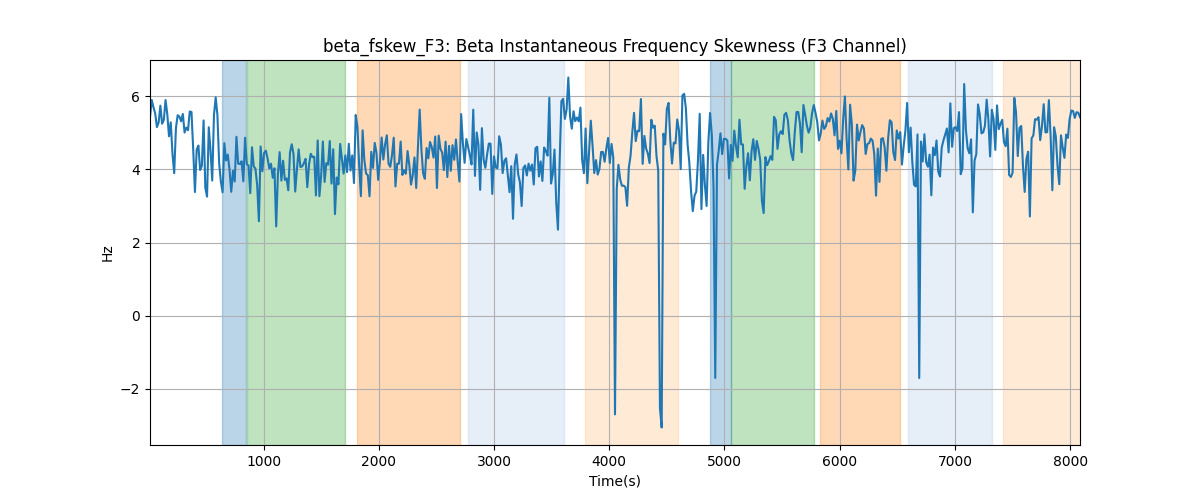 beta_fskew_F3: Beta Instantaneous Frequency Skewness (F3 Channel)
Hz
6
4
2
0
−2
1000 2000 3000 4000 5000 6000 7000 8000
Time(s)